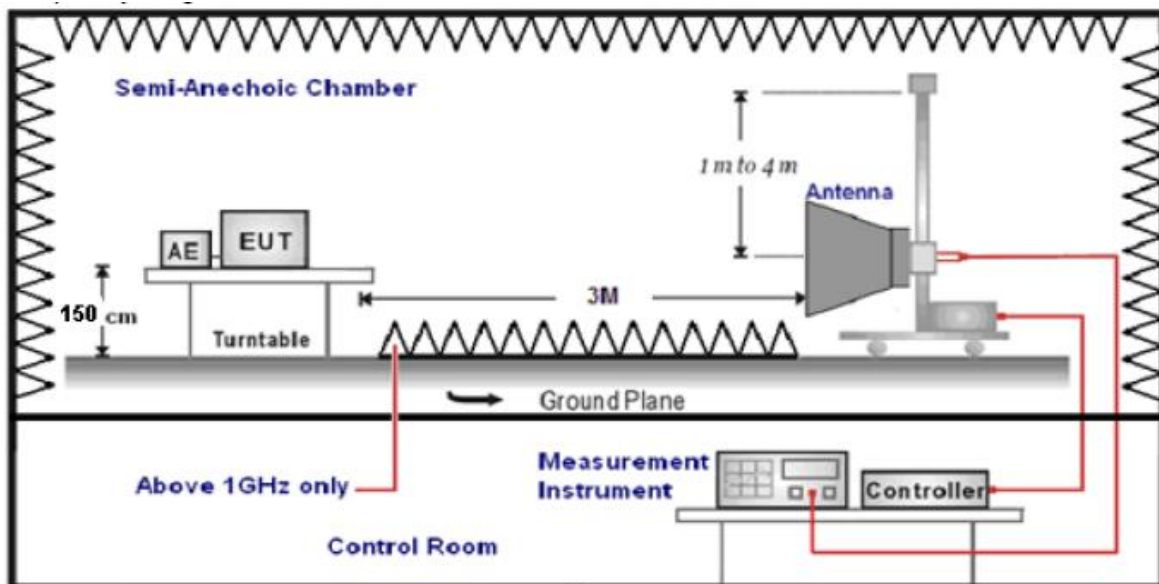 Semi-Anechoic Chamber
1 m to 4 m
Antenna
AE
EUT
150 cm
3M
Turntable
Ground Plane
Above 1GHz only
Measurement
Instrument
Controller
Control Room